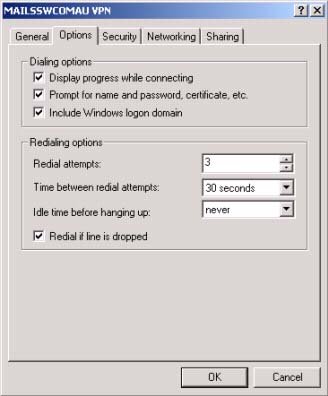 MAILSSWCOMAU VPN
General Options Security Networking Sharing
Dialing options
Display progress while connecting
Prompt for name and password, certificate, etc.
Include Windows logon domain
Redialing options
Redial attempts: 3
Time between redial attempts: 30 seconds
Idle time before hanging up: never
Redial if line is dropped
OK Cancel